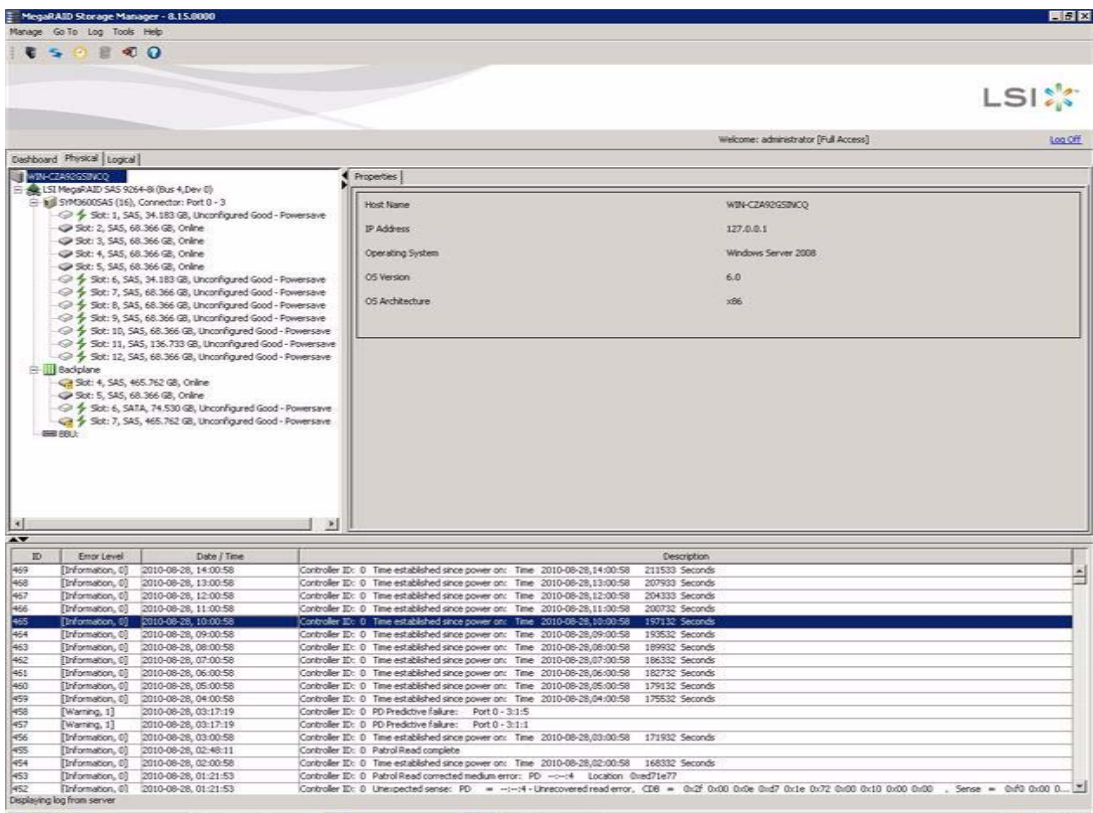 MegaRAID Storage Manager - 8.15.0000
Manage Go To Log Tools Help
LSI
Welcome: administrator [Full Access] Log Off
Dashboard Physical Logical
WIN-CZA92GSINCQ
LSI MegaRAID SAS 9264-8i (Bus 4,Dev 0)
SYM3600SAS (16), Connector: Port 0 - 3
Slot: 1, SAS, 34.183 GB, Unconfigured Good - Powersave
Slot: 2, SAS, 68.366 GB, Online
Slot: 3, SAS, 68.366 GB, Online
Slot: 4, SAS, 68.366 GB, Online
Slot: 5, SAS, 68.366 GB, Online
Slot: 6, SAS, 34.183 GB, Unconfigured Good - Powersave
Slot: 7, SAS, 68.366 GB, Unconfigured Good - Powersave
Slot: 8, SAS, 68.366 GB, Unconfigured Good - Powersave
Slot: 9, SAS, 68.366 GB, Unconfigured Good - Powersave
Slot: 10, SAS, 68.366 GB, Unconfigured Good - Powersave
Slot: 11, SAS, 136.733 GB, Unconfigured Good - Powersave
Slot: 12, SAS, 68.366 GB, Unconfigured Good - Powersave
Backplane
Slot: 4, SAS, 465.762 GB, Online
Slot: 5, SAS, 68.366 GB, Online
Slot: 6, SATA, 74.530 GB, Unconfigured Good - Powersave
Slot: 7, SAS, 465.762 GB, Unconfigured Good - Powersave
BBU:
Properties
Host Name WIN-CZA92GSINCQ
IP Address 127.0.0.1
Operating System Windows Server 2008
OS Version 6.0
OS Architecture x86
ID Error Level Date / Time Description
469 [Information, 0] 2010-08-28, 14:00:58 Controller ID: 0 Time established since power on: Time 2010-08-28,14:00:58 211533 Seconds
468 [Information, 0] 2010-08-28, 13:00:58 Controller ID: 0 Time established since power on: Time 2010-08-28,13:00:58 207933 Seconds
467 [Information, 0] 2010-08-28, 12:00:58 Controller ID: 0 Time established since power on: Time 2010-08-28,12:00:58 204333 Seconds
466 [Information, 0] 2010-08-28, 11:00:58 Controller ID: 0 Time established since power on: Time 2010-08-28,11:00:58 200732 Seconds
465 [Information, 0] 2010-08-28, 10:00:58 Controller ID: 0 Time established since power on: Time 2010-08-28,10:00:58 197132 Seconds
464 [Information, 0] 2010-08-28, 09:00:58 Controller ID: 0 Time established since power on: Time 2010-08-28,09:00:58 193532 Seconds
463 [Information, 0] 2010-08-28, 08:00:58 Controller ID: 0 Time established since power on: Time 2010-08-28,08:00:58 189932 Seconds
462 [Information, 0] 2010-08-28, 07:00:58 Controller ID: 0 Time established since power on: Time 2010-08-28,07:00:58 186332 Seconds
461 [Information, 0] 2010-08-28, 06:00:58 Controller ID: 0 Time established since power on: Time 2010-08-28,06:00:58 182732 Seconds
460 [Information, 0] 2010-08-28, 05:00:58 Controller ID: 0 Time established since power on: Time 2010-08-28,05:00:58 179132 Seconds
459 [Information, 0] 2010-08-28, 04:00:58 Controller ID: 0 Time established since power on: Time 2010-08-28,04:00:58 175532 Seconds
458 [Warning, 1] 2010-08-28, 03:17:19 Controller ID: 0 PD Predictive failure: Port 0 - 3:1:5
457 [Warning, 1] 2010-08-28, 03:17:19 Controller ID: 0 PD Predictive failure: Port 0 - 3:1:1
456 [Information, 0] 2010-08-28, 03:00:58 Controller ID: 0 Time established since power on: Time 2010-08-28,03:00:58 171932 Seconds
455 [Information, 0] 2010-08-28, 02:48:11 Controller ID: 0 Patrol Read complete
454 [Information, 0] 2010-08-28, 02:00:58 Controller ID: 0 Time established since power on: Time 2010-08-28,02:00:58 168332 Seconds
453 [Information, 0] 2010-08-28, 01:21:53 Controller ID: 0 Patrol Read corrected medium error: PD --:--:4 Location 0xed71e77
452 [Information, 0] 2010-08-28, 01:21:53 Controller ID: 0 Unexpected sense: PD = --:--:4 - Unrecovered read error, CDB = 0x2f 0x00 0x0e 0xd7 0x1e 0x72 0x00 0x10 0x00 0x00 , Sense = 0xf0 0x00 0...
Displaying log from server